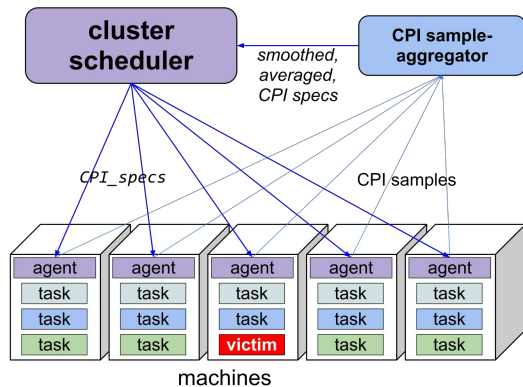 cluster
scheduler
CPI sample-
aggregator
smoothed,
averaged,
CPI specs
CPI_specs
CPI samples
agent
agent
agent
agent
agent
task
task
task
task
task
task
task
task
task
task
task
task
victim
task
task
machines